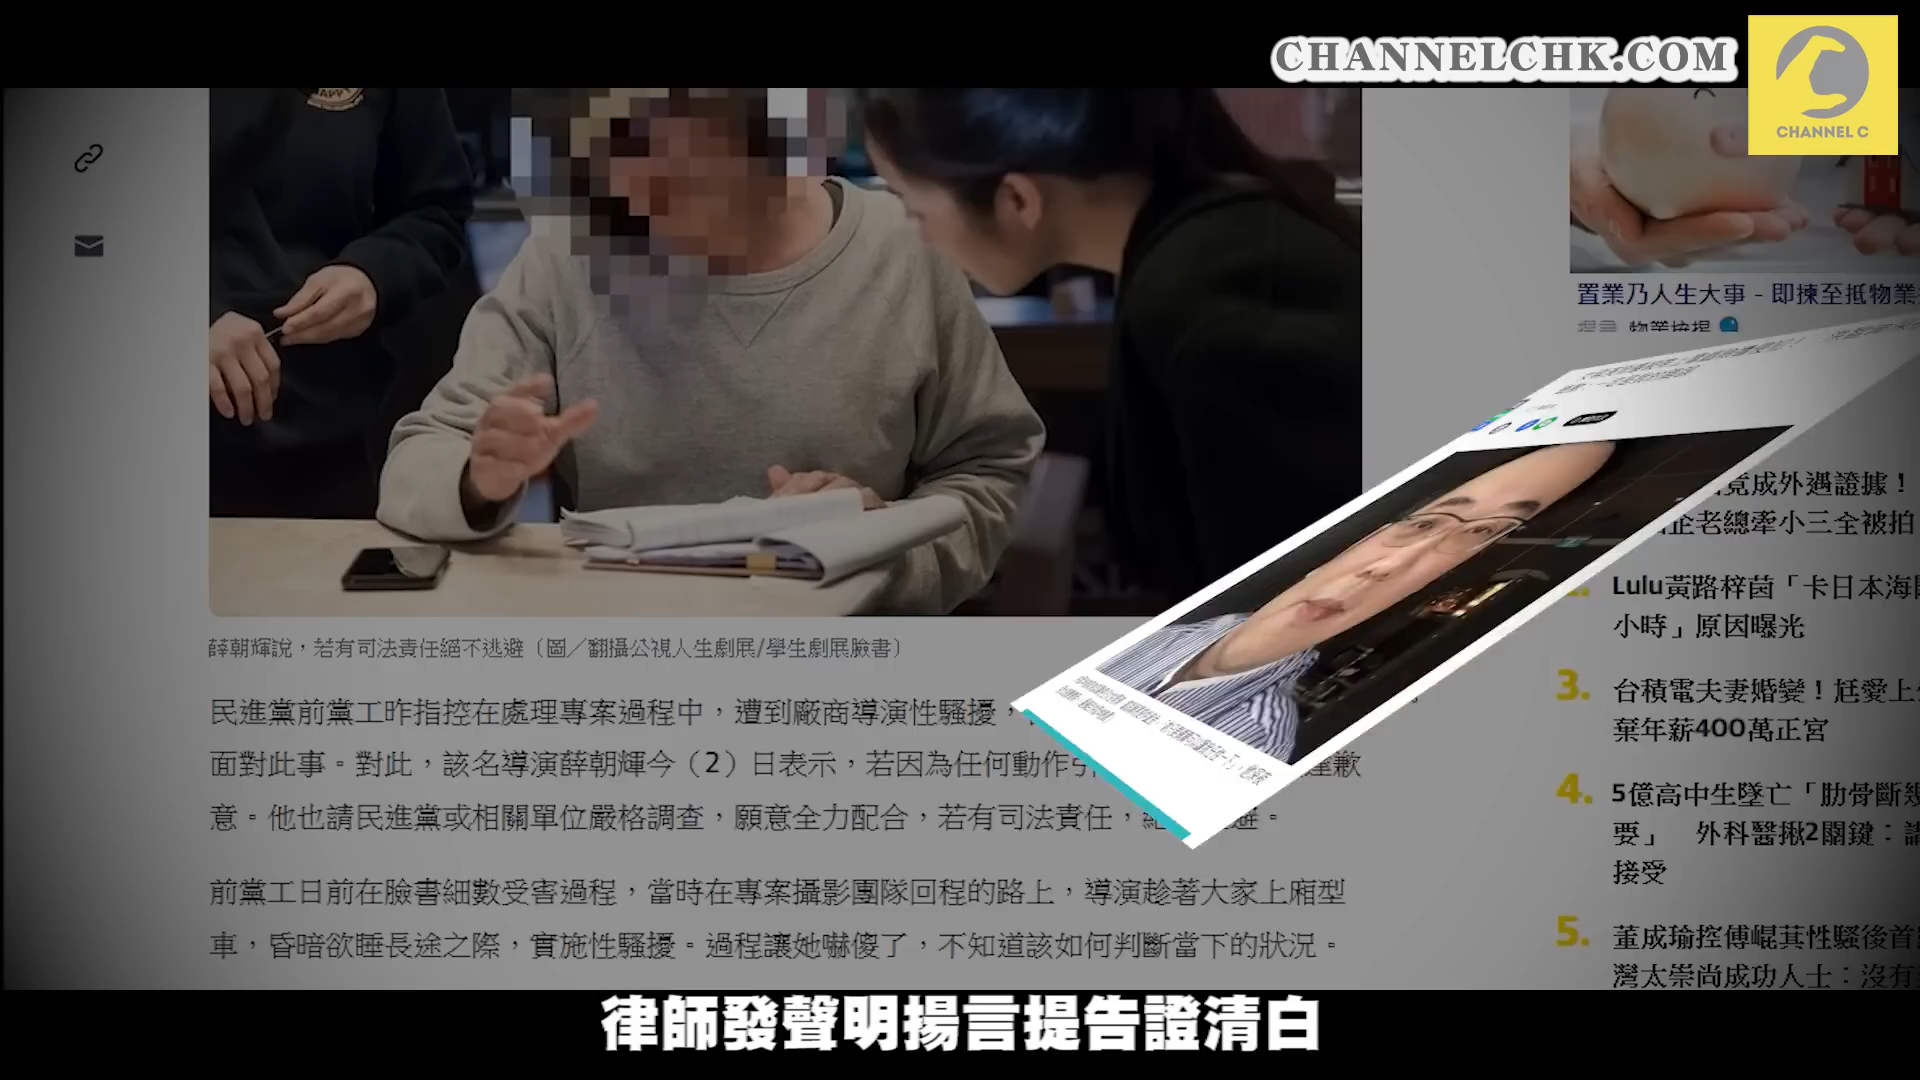 CHANNELCHK.COM
CHANNEL C
置業乃人生大事 - 即揀至抵物業
薛朝輝說，若有司法責任絕不逃避（圖／翻攝公視人生劇展/學生劇展臉書）
民進黨前黨工昨指控在處理專案過程中，遭到廠商導演性騷擾，
面對此事。對此，該名導演薛朝輝今（2）日表示，若因為任何動作
歉
意。他也請民進黨或相關單位嚴格調查，願意全力配合，若有司法責任，
避。
前黨工日前在臉書細數受害過程，當時在專案攝影團隊回程的路上，導演趁著大家上廂型
車，昏暗欲睡長途之際，實施性騷擾。過程讓她嚇傻了，不知道該如何判斷當下的狀況。
竟成外遇證據！
企老總牽小三全被拍
Lulu黃路梓茵「卡日本海
小時」原因曝光
3. 台積電夫妻婚變！尪愛上
棄年薪400萬正宮
4. 5億高中生墜亡「肋骨斷
要」 外科醫揪2關鍵：
接受
5. 董成瑜控傅崐萁性騷後首
灣太崇尚成功人士：沒有
律師發聲明揚言提告證清白